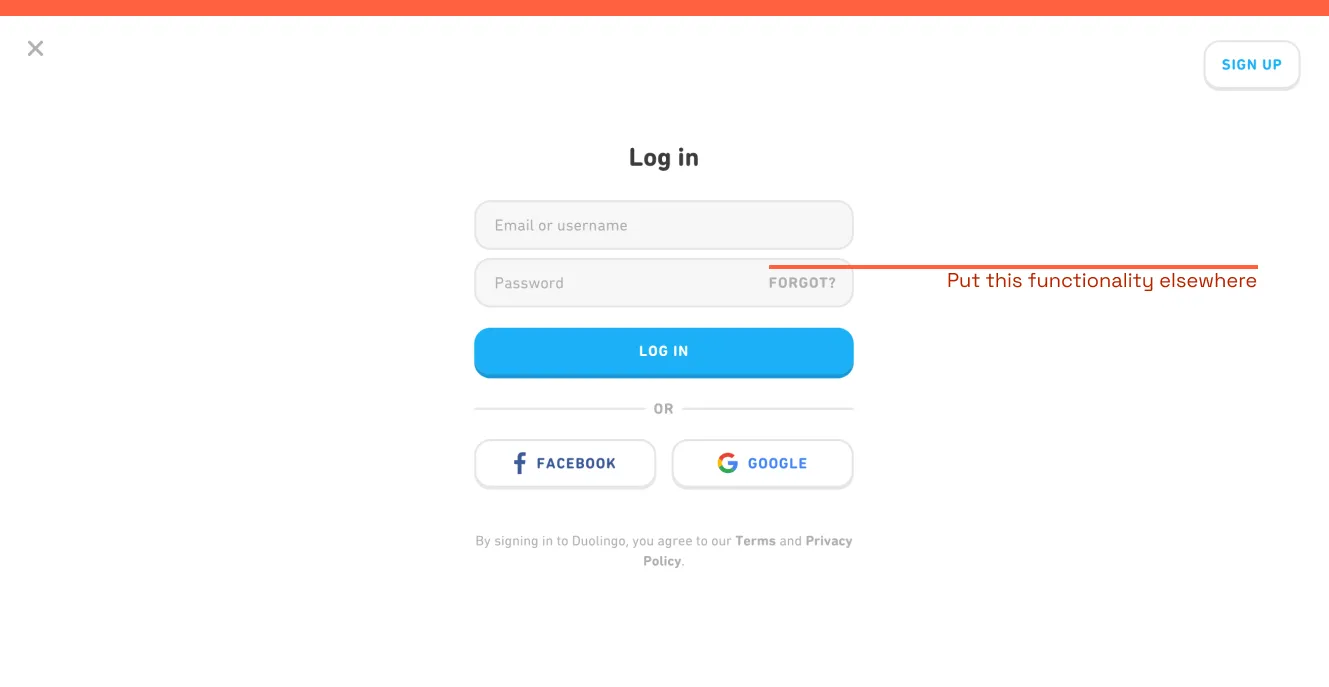 SIGN UP
Log in
Email or username
Password
FORGOT?
Put this functionality elsewhere
LOG IN
OR
FACEBOOK
GOOGLE
By signing in to Duolingo, you agree to our Terms and Privacy
Policy.